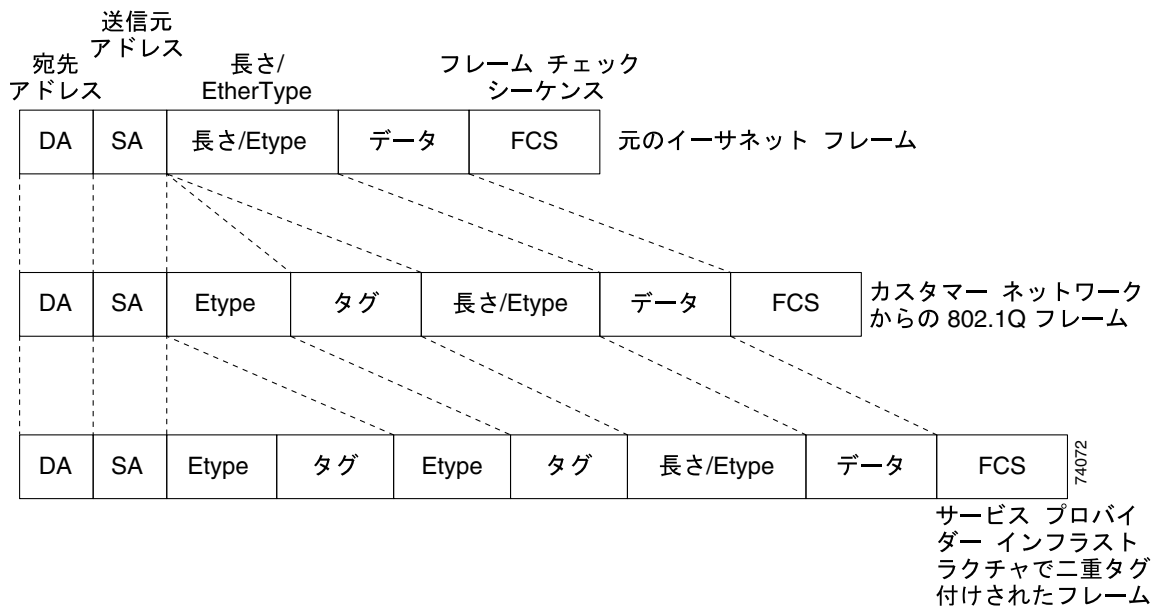 送信元
アドレス
宛先
アドレス
長さ/
EtherType
フレーム チェック
シーケンス
DA SA 長さ/Etype データ FCS 元のイーサネット フレーム
DA SA Etype タグ 長さ/Etype データ FCS
カスタマー ネットワーク
からの 802.1Q フレーム
DA SA Etype タグ Etype タグ 長さ/Etype データ FCS
74072
サービス プロバイ
ダー インフラスト
ラクチャで二重タグ
付けされたフレーム